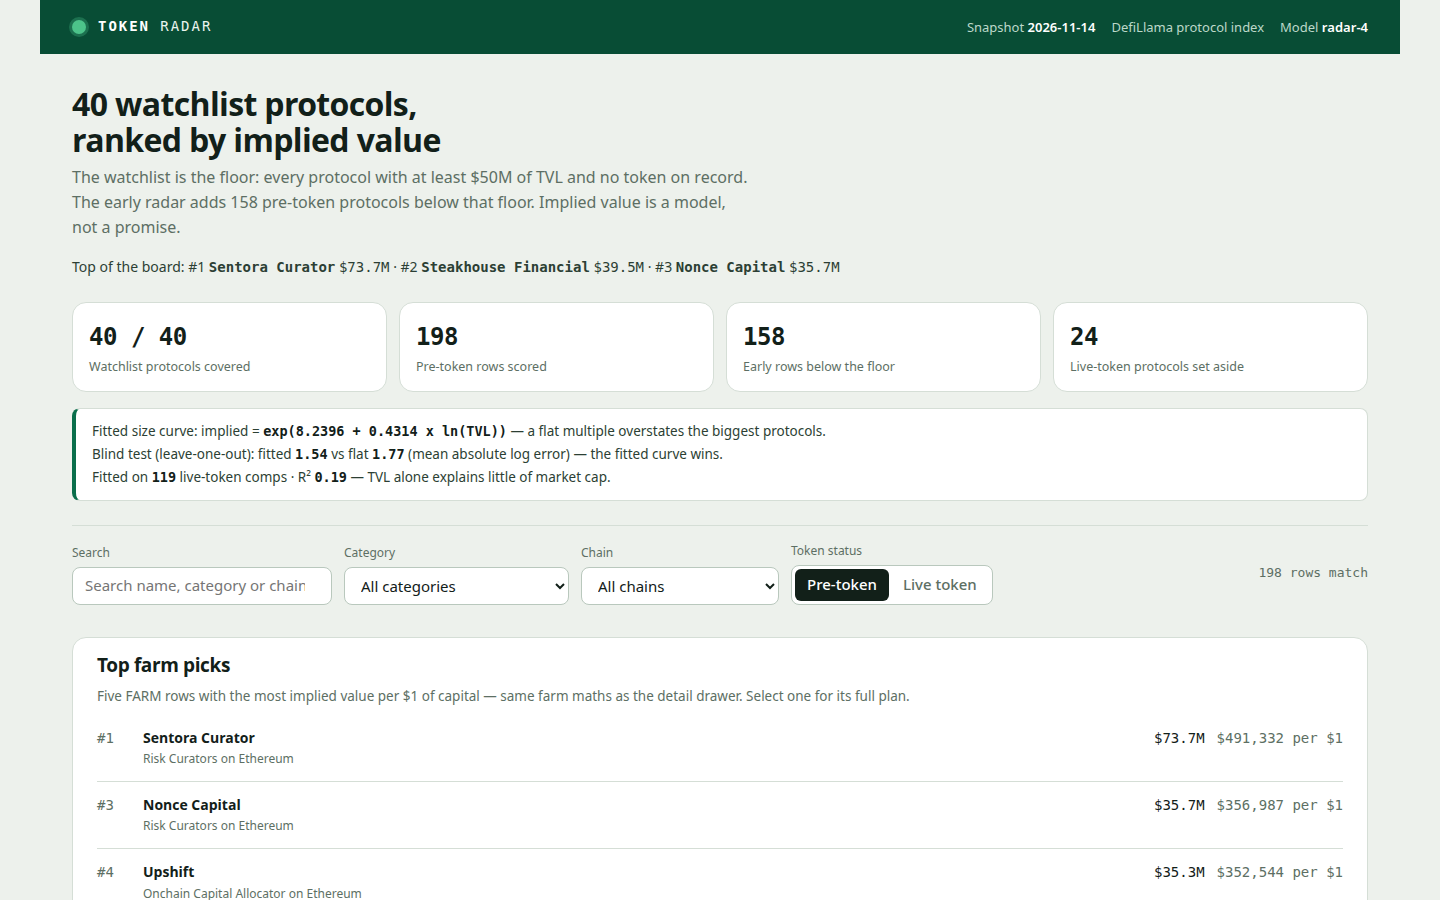 TOKEN RADAR
Snapshot 2026-11-14 DefiLlama protocol index Model radar-4
40 watchlist protocols,
ranked by implied value
The watchlist is the floor: every protocol with at least $50M of TVL and no token on record.
The early radar adds 158 pre-token protocols below that floor. Implied value is a model,
not a promise.
Top of the board: #1 Sentora Curator $73.7M · #2 Steakhouse Financial $39.5M · #3 Nonce Capital $35.7M
40 / 40
Watchlist protocols covered
198
Pre-token rows scored
158
Early rows below the floor
24
Live-token protocols set aside
Fitted size curve: implied = exp(8.2396 + 0.4314 x ln(TVL)) — a flat multiple overstates the biggest protocols.
Blind test (leave-one-out): fitted 1.54 vs flat 1.77 (mean absolute log error) — the fitted curve wins.
Fitted on 119 live-token comps · R² 0.19 — TVL alone explains little of market cap.
Search
Search name, category or chain
Category
All categories
Chain
All chains
Token status
Pre-token Live token
198 rows match
Top farm picks
Five FARM rows with the most implied value per $1 of capital — same farm maths as the detail drawer. Select one for its full plan.
#1 Sentora Curator $73.7M $491,332 per $1
Risk Curators on Ethereum
#3 Nonce Capital $35.7M $356,987 per $1
Risk Curators on Ethereum
#4 Upshift $35.3M $352,544 per $1
Onchain Capital Allocator on Ethereum